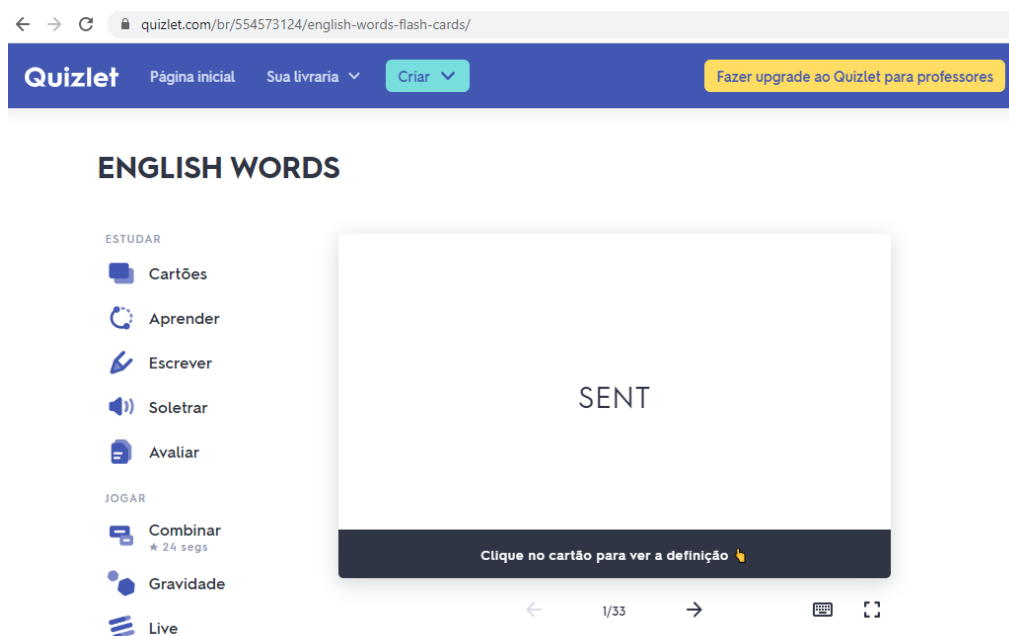 quizlet.com/br/554573124/english-words-flash-cards/
Quizlet Página inicial Sua livraria Criar Fazer upgrade ao Quizlet para professores
ENGLISH WORDS
ESTUDAR
Cartões
Aprender
Escrever
Soletrar
Avaliar
JOGAR
Combinar
★ 24 segs
Gravidade
Live
SENT
Clique no cartão para ver a definição 👆
1/33